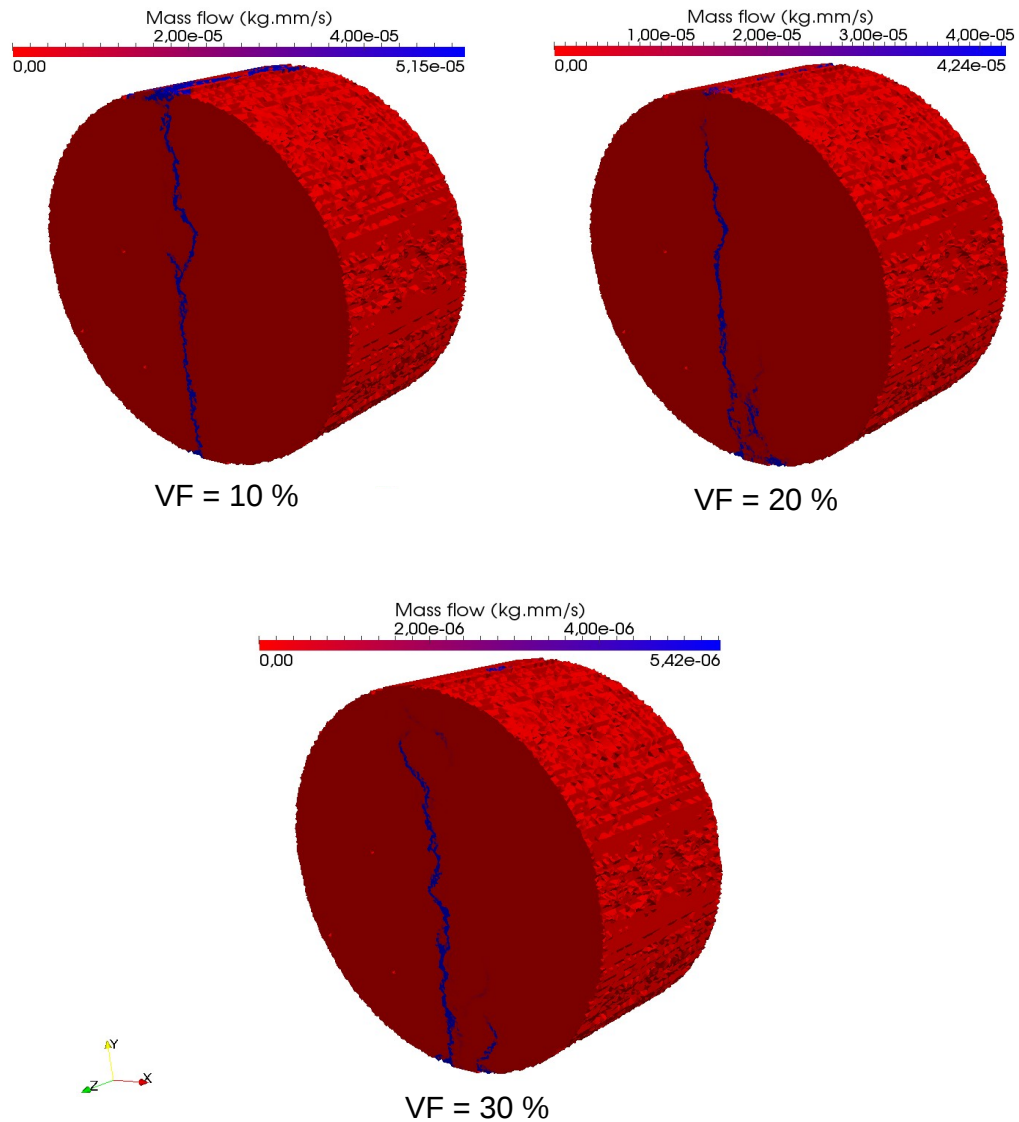 Mass flow (kg.mm/s)
2,00e-05 4,00e-05
0,00 5,15e-05
VF = 10 %
Mass flow (kg.mm/s)
1,00e-05 2,00e-05 3,00e-05 4,00e-05
0,00 4,24e-05
VF = 20 %
Mass flow (kg.mm/s)
2,00e-06 4,00e-06
0,00 5,42e-06
Y
Z X
VF = 30 %